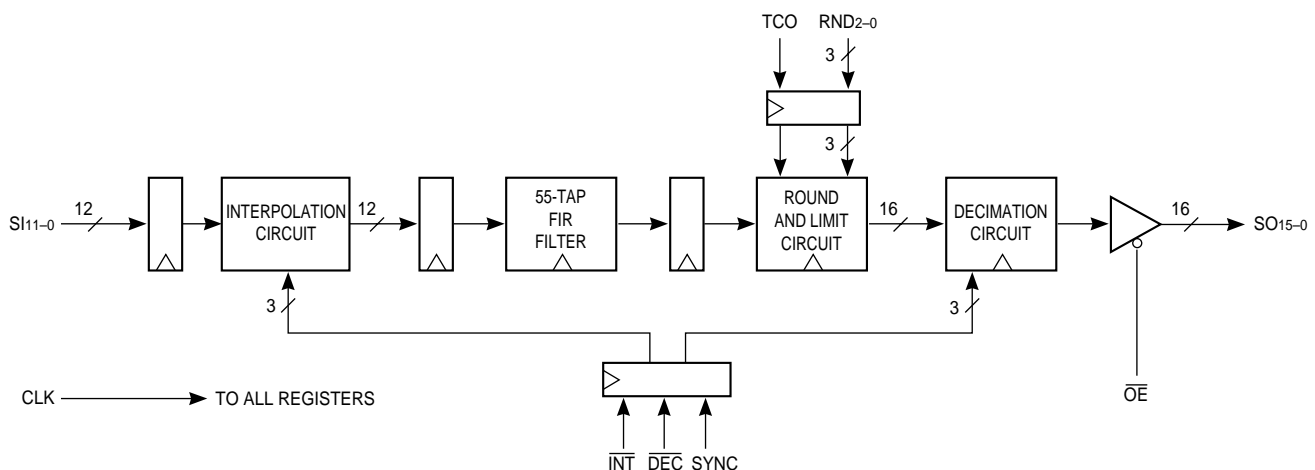 TCO RND2–0
3
3
SI11–0 12 INTERPOLATION CIRCUIT 12 55-TAP FIR FILTER ROUND AND LIMIT CIRCUIT 16 DECIMATION CIRCUIT 16 SO15–0
3 3
CLK TO ALL REGISTERS
OE
INT DEC SYNC